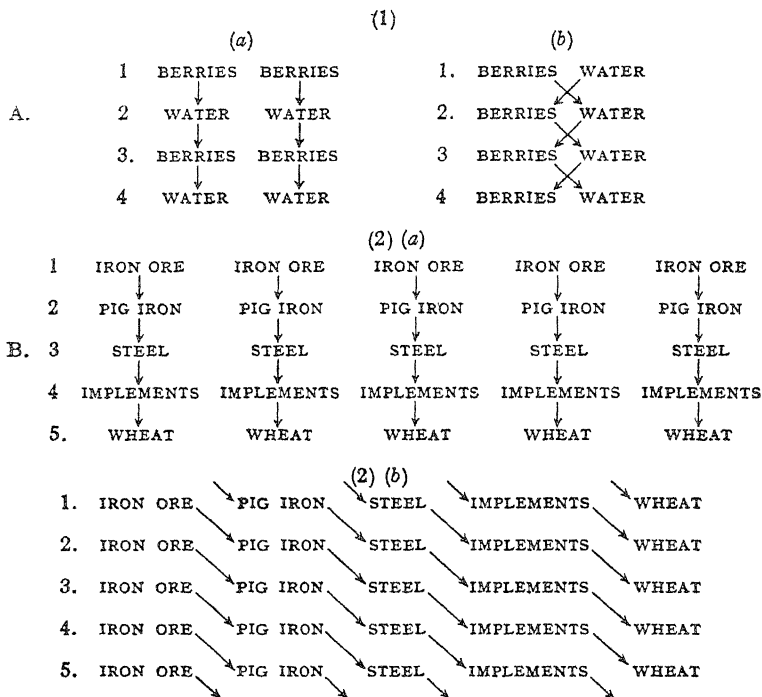 (1)
(a) (b)
1 BERRIES BERRIES 1. BERRIES WATER
A. 2 WATER WATER 2. BERRIES WATER
3. BERRIES BERRIES 3 BERRIES WATER
4 WATER WATER 4 BERRIES WATER
(2) (a)
1 IRON ORE IRON ORE IRON ORE IRON ORE IRON ORE
2 PIG IRON PIG IRON PIG IRON PIG IRON PIG IRON
B. 3 STEEL STEEL STEEL STEEL STEEL
4 IMPLEMENTS IMPLEMENTS IMPLEMENTS IMPLEMENTS IMPLEMENTS
5. WHEAT WHEAT WHEAT WHEAT WHEAT
(2) (b)
1. IRON ORE PIG IRON STEEL IMPLEMENTS WHEAT
2. IRON ORE PIG IRON STEEL IMPLEMENTS WHEAT
3. IRON ORE PIG IRON STEEL IMPLEMENTS WHEAT
4. IRON ORE PIG IRON STEEL IMPLEMENTS WHEAT
5. IRON ORE PIG IRON STEEL IMPLEMENTS WHEAT